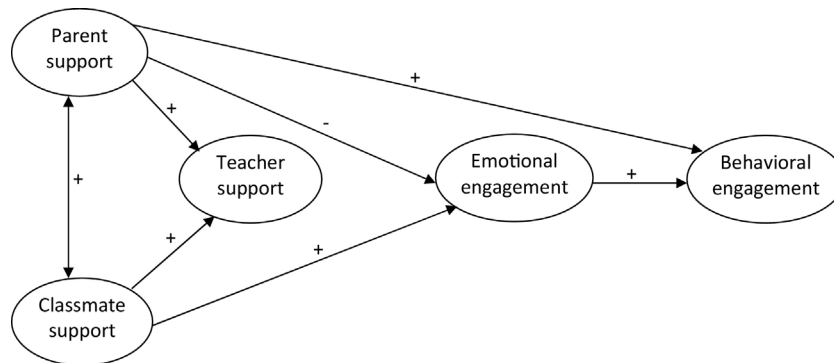 Parent
support
+
+
-
+
Teacher
support
Emotional
engagement
+
Behavioral
engagement
+
+
+
Classmate
support